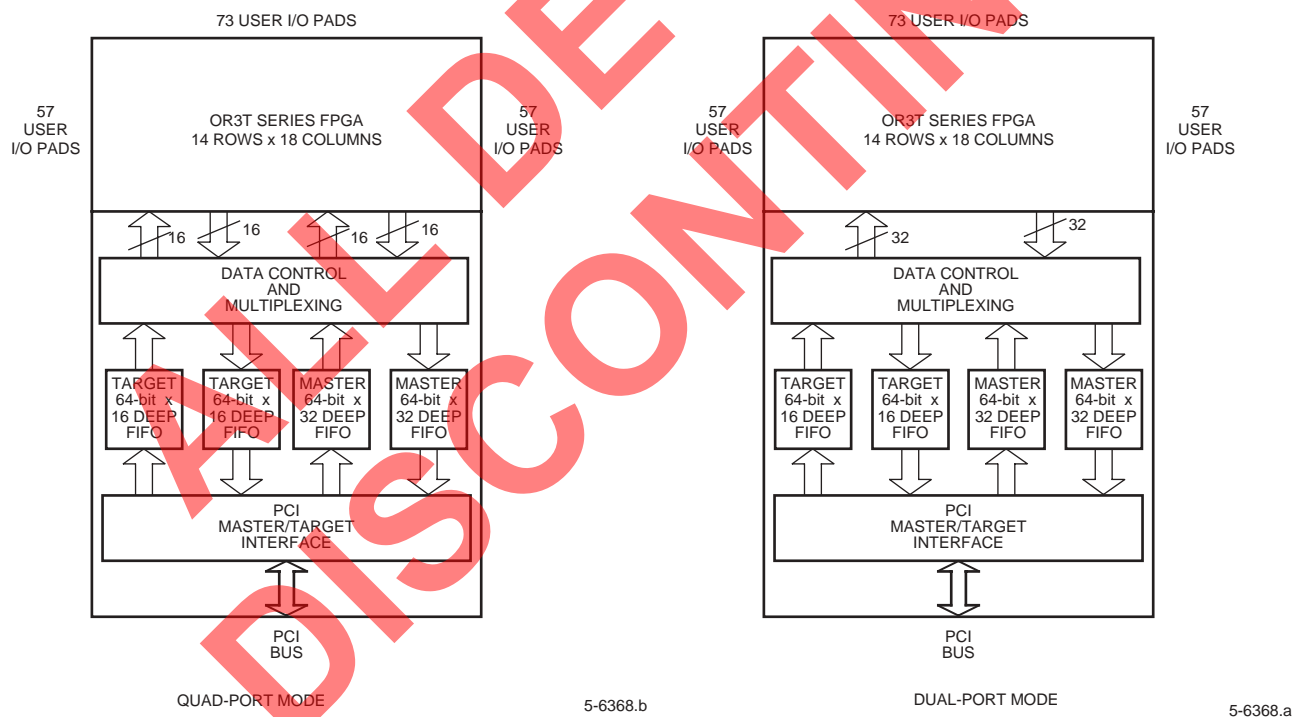 73 USER I/O PADS
57
USER
I/O PADS
OR3T SERIES FPGA
14 ROWS x 18 COLUMNS
57
USER
I/O PADS
16
16
16
16
DATA CONTROL
AND
MULTIPLEXING
TARGET
64-bit x
16 DEEP
FIFO
TARGET
64-bit x
16 DEEP
FIFO
MASTER
64-bit x
32 DEEP
FIFO
MASTER
64-bit x
32 DEEP
FIFO
PCI
MASTER/TARGET
INTERFACE
PCI
BUS
QUAD-PORT MODE
5-6368.b
73 USER I/O PADS
57
USER
I/O PADS
OR3T SERIES FPGA
14 ROWS x 18 COLUMNS
57
USER
I/O PADS
32
32
DATA CONTROL
AND
MULTIPLEXING
TARGET
64-bit x
16 DEEP
FIFO
TARGET
64-bit x
16 DEEP
FIFO
MASTER
64-bit x
32 DEEP
FIFO
MASTER
64-bit x
32 DEEP
FIFO
PCI
MASTER/TARGET
INTERFACE
PCI
BUS
DUAL-PORT MODE
5-6368.a
ALL DE
DISCONTIN